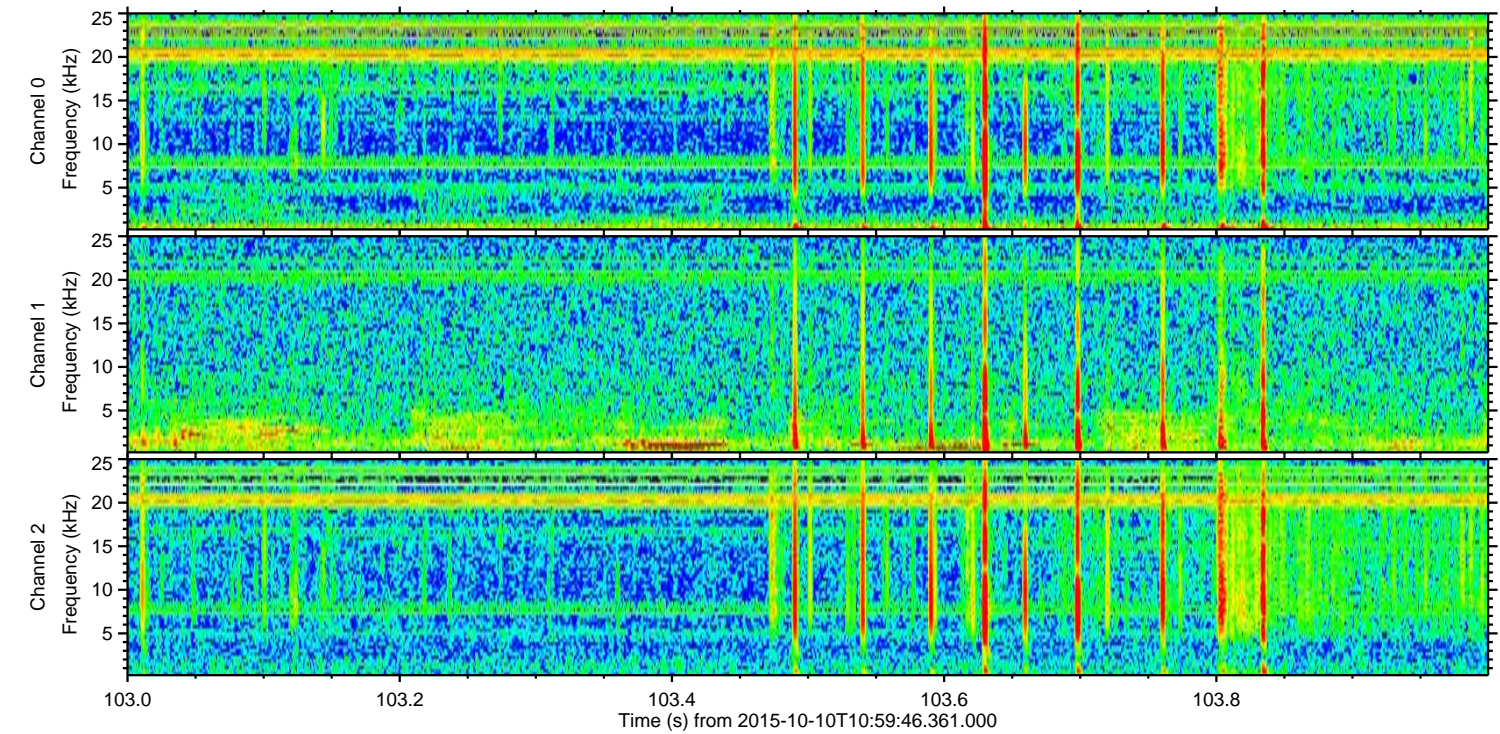 25
20
15
10
5
Channel 0
Frequency (kHz)
25
20
15
10
5
Channel 1
Frequency (kHz)
25
20
15
10
5
Channel 2
Frequency (kHz)
103.0 103.2 103.4 103.6 103.8
Time (s) from 2015-10-10T10:59:46.361.000